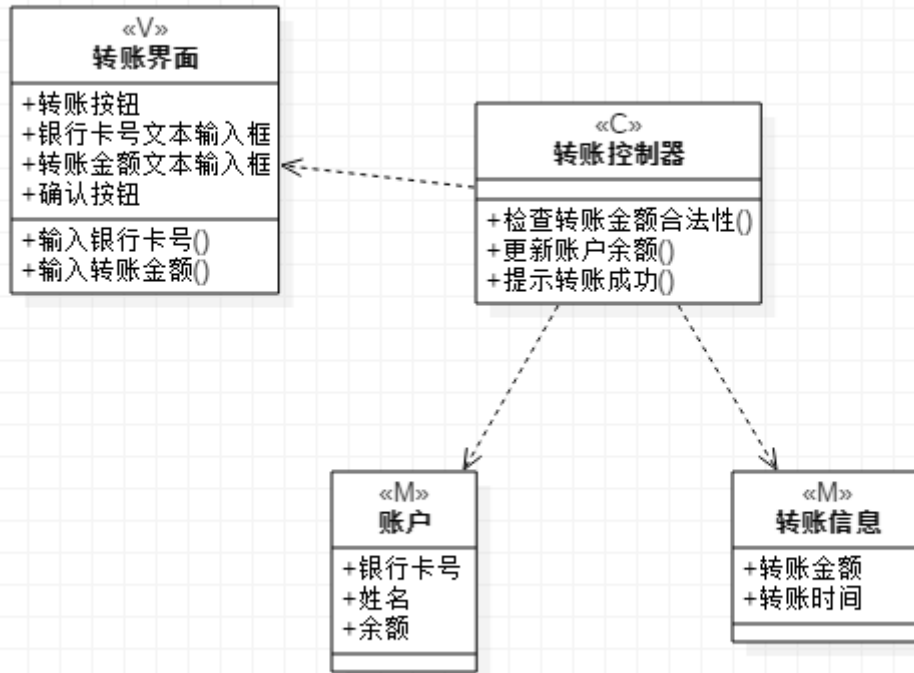 «V»
转账界面
+转账按钮
+银行卡号文本输入框
+转账金额文本输入框
+确认按钮
+输入银行卡号()
+输入转账金额()
«C»
转账控制器
+检查转账金额合法性()
+更新账户余额()
+提示转账成功()
«M»
账户
+银行卡号
+姓名
+余额
«M»
转账信息
+转账金额
+转账时间